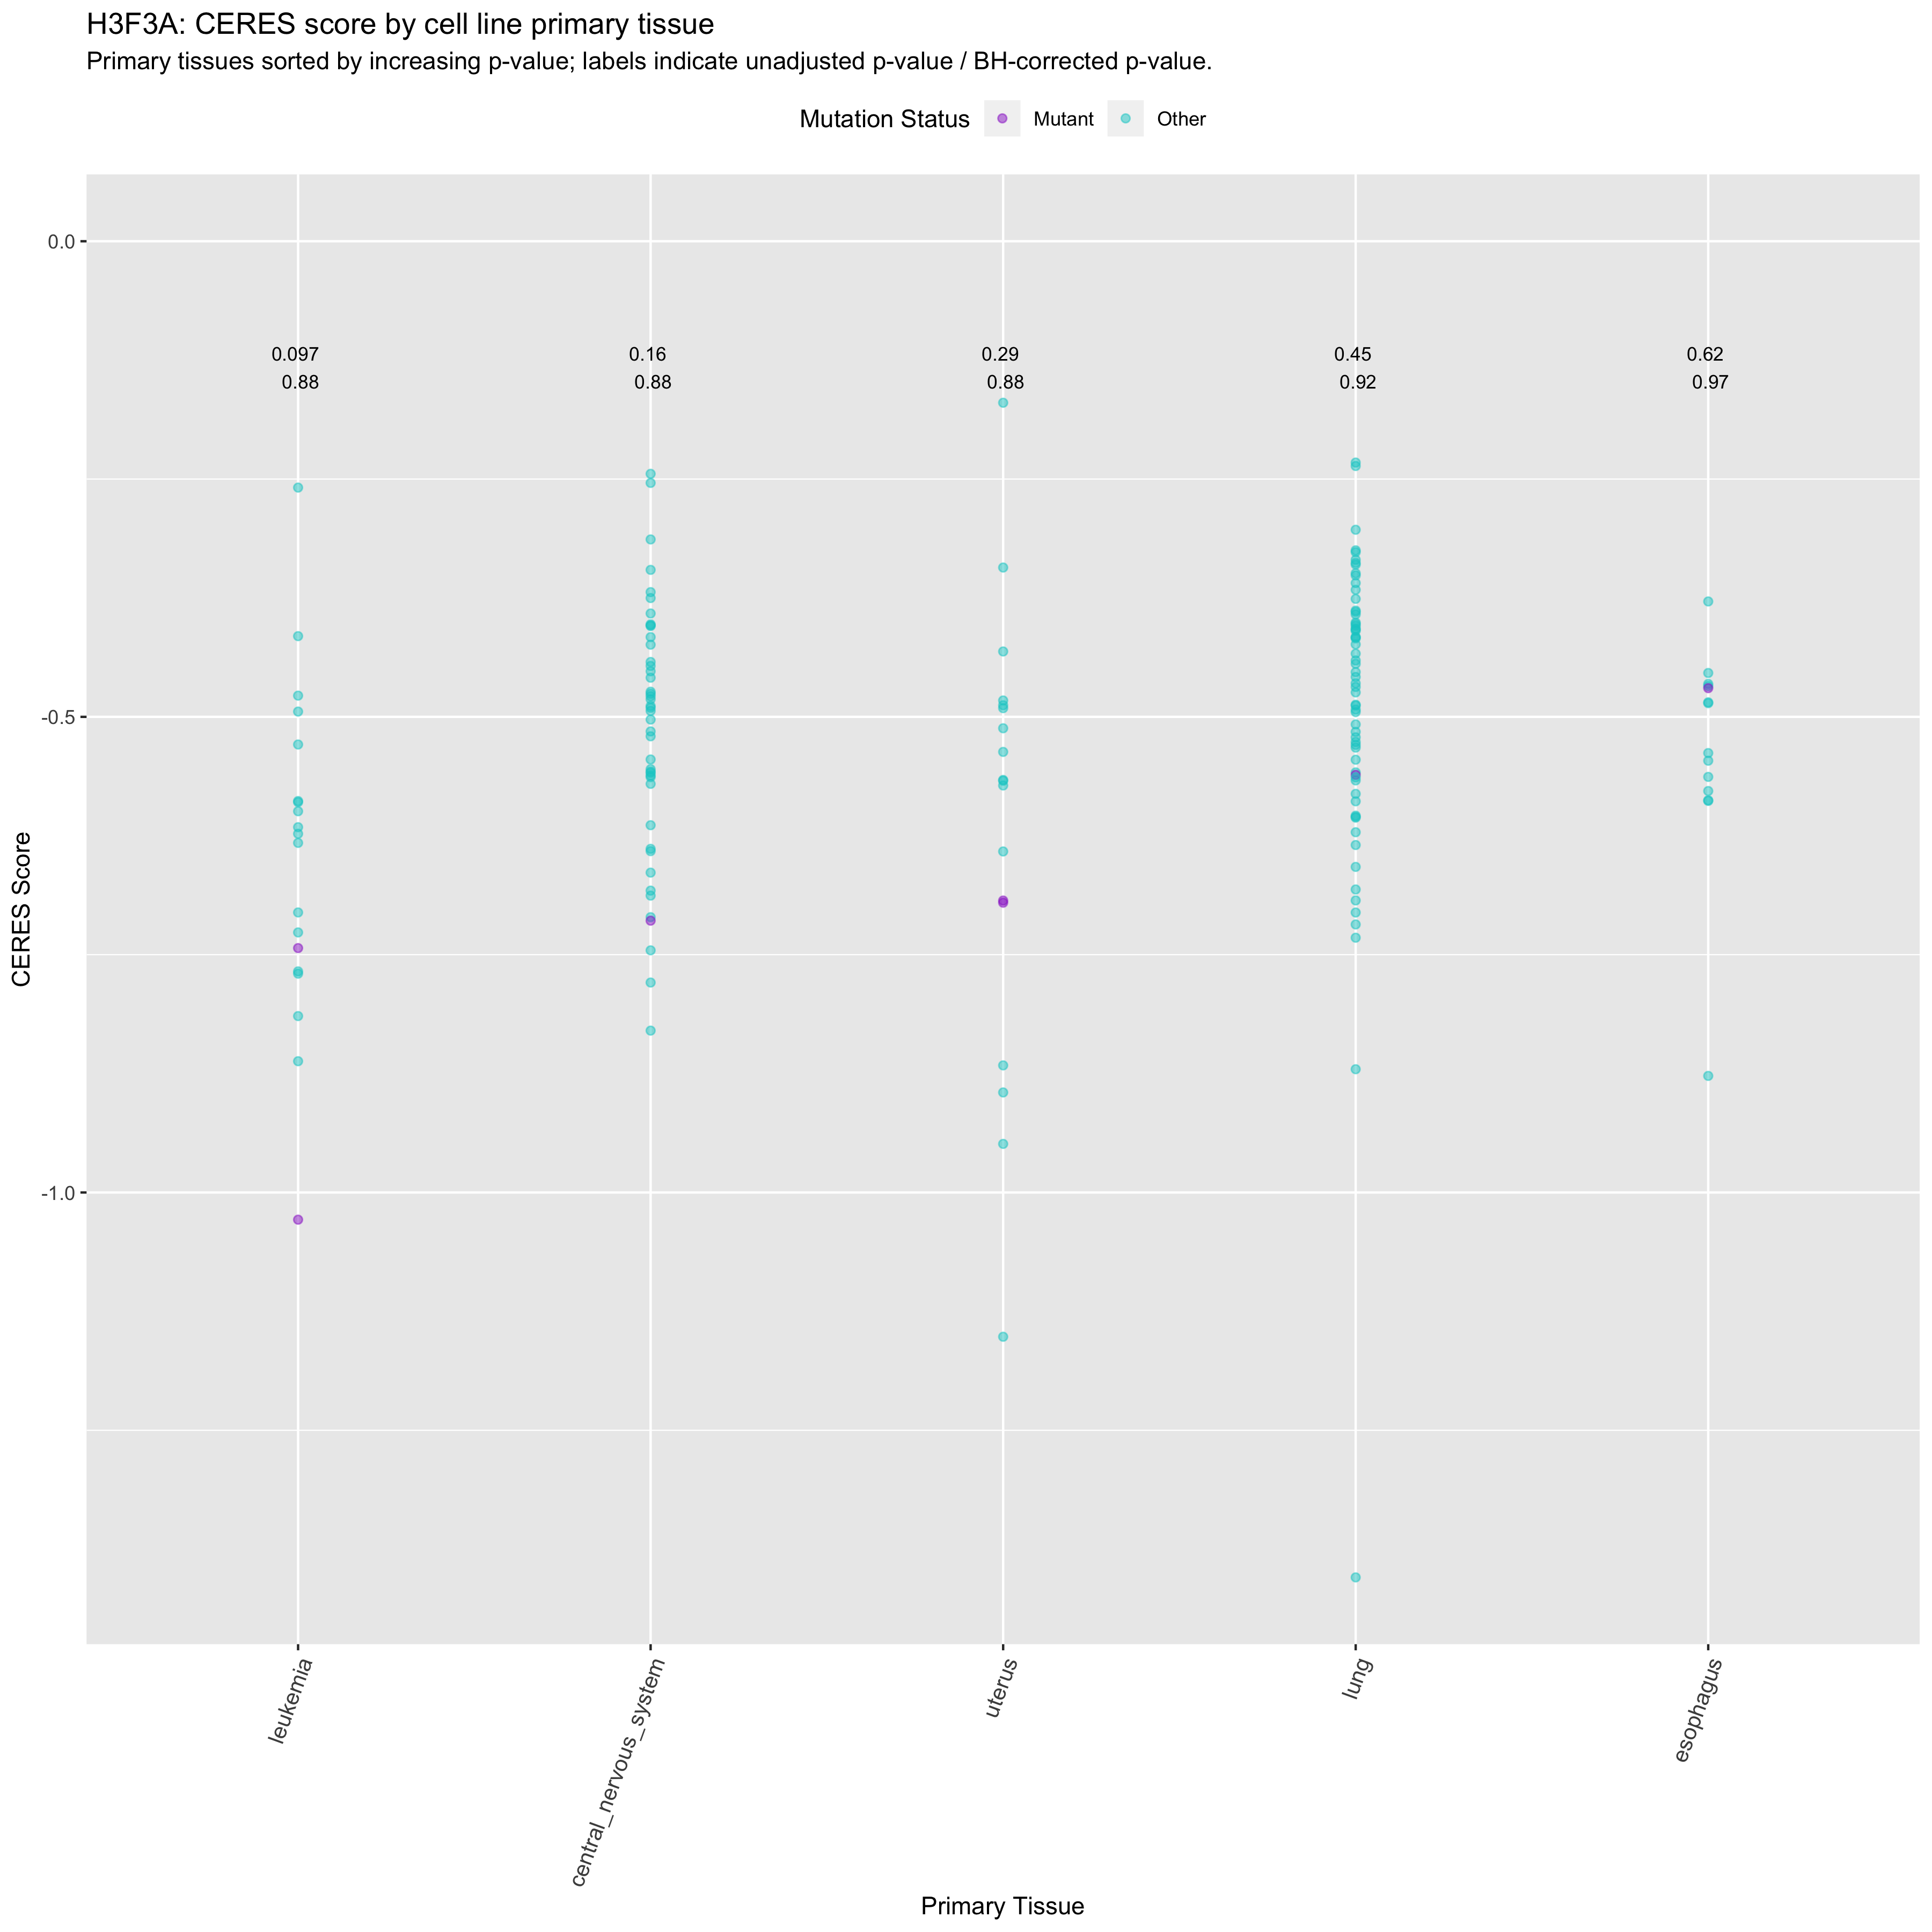 H3F3A: CERES score by cell line primary tissue
Primary tissues sorted by increasing p-value; labels indicate unadjusted p-value / BH-corrected p-value.
Mutation Status Mutant Other
0.0
0.097 0.16 0.29 0.45 0.62
0.88 0.88 0.88 0.92 0.97
-0.5
CERES Score
-1.0
leukemia central_nervous_system uterus lung esophagus
Primary Tissue